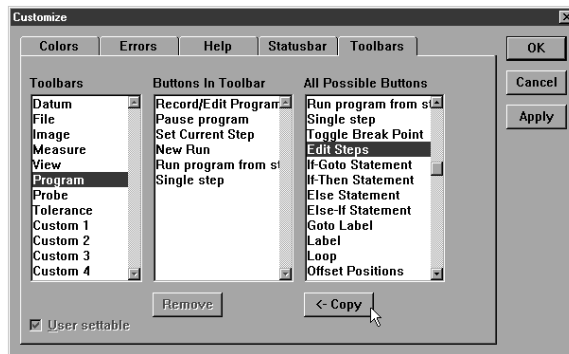 Customize
Colors Errors Help Statusbar Toolbars
OK
Cancel
Apply
Toolbars
Datum
File
Image
Measure
View
Program
Probe
Tolerance
Custom 1
Custom 2
Custom 3
Custom 4
Buttons In Toolbar
Record/Edit Program
Pause program
Set Current Step
New Run
Run program from st
Single step
Remove
All Possible Buttons
Run program from st
Single step
Toggle Break Point
Edit Steps
If-Goto Statement
If-Then Statement
Else Statement
Else-If Statement
Goto Label
Label
Loop
Offset Positions
<- Copy
User settable